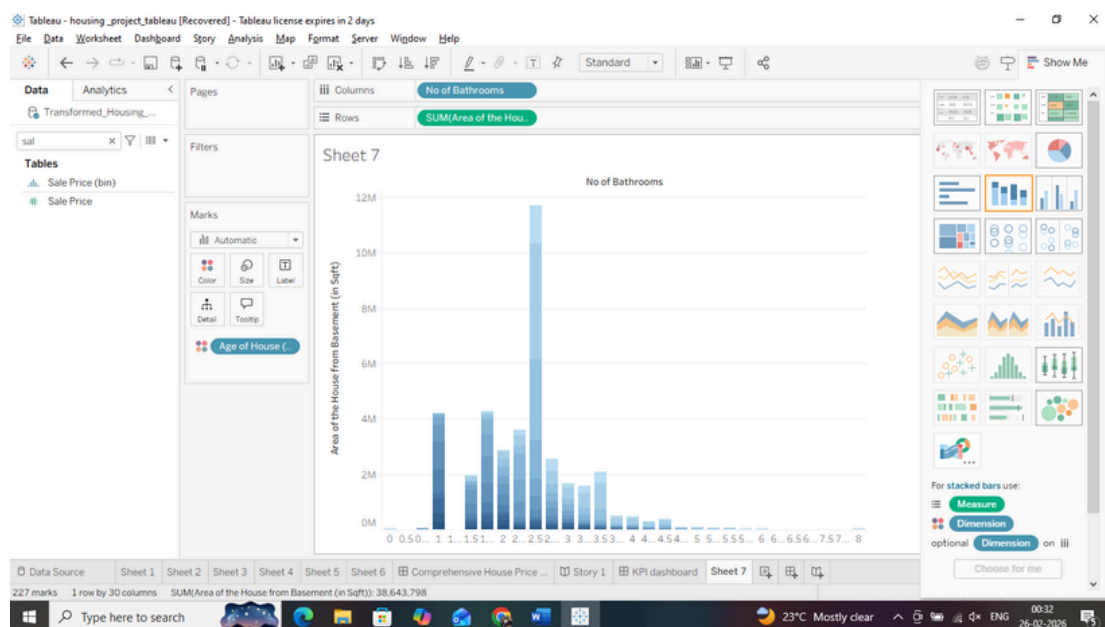 Tableau - housing _project_tableau [Recovered] - Tableau license expires in 2 days
File Data Worksheet Dashboard Story Analysis Map Format Server Window Help
Standard
Show Me
Data Analytics
Transformed_Housing_...
sal
Tables
Sale Price (bin)
Sale Price
Pages
Filters
Marks
Automatic
Color Size Label
Detail Tooltip
Age of House (..
Columns No of Bathrooms
Rows SUM(Area of the Hou..
Sheet 7
No of Bathrooms
Area of the House from Basement (in Sqft)
12M
10M
8M
6M
4M
2M
0M
0 0.50... 1 1... 1.51... 2 2... 2.52... 3 3... 3.53... 4 4... 4.54... 5 5... 5.55... 6 6... 6.56... 7.57... 8
For stacked bars use:
Measure
Dimension
optional Dimension on
Choose for me
Data Source Sheet 1 Sheet 2 Sheet 3 Sheet 4 Sheet 5 Sheet 6 Comprehensive House Price ... Story 1 KPI dashboard Sheet 7
227 marks 1 row by 30 columns SUM(Area of the House from Basement (in Sqft)): 38,643,798
Type here to search
23°C Mostly clear
ENG
00:32
26-02-2026
5